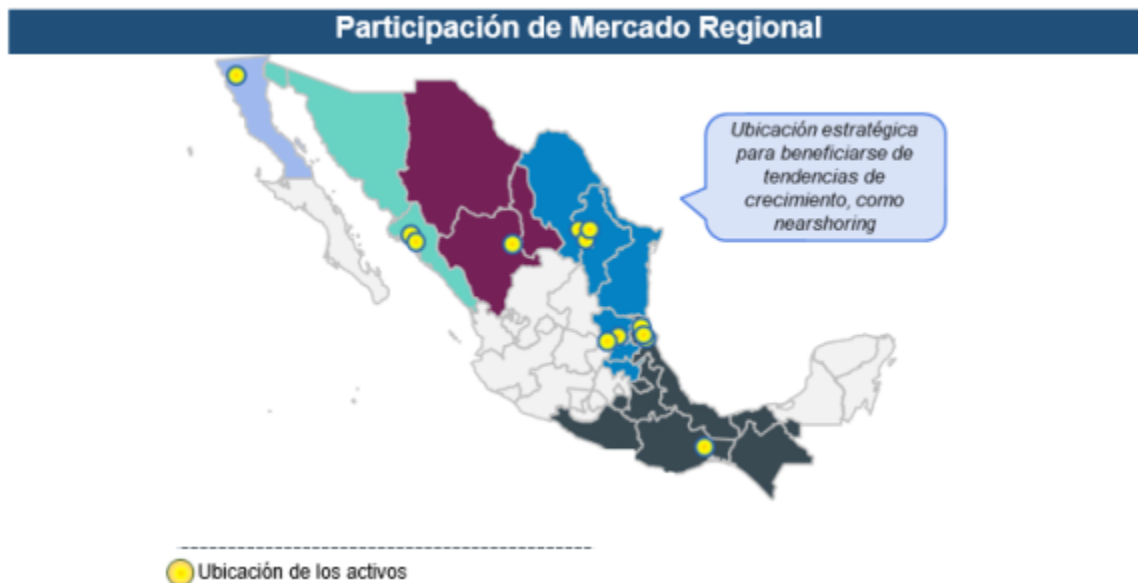 Participación de Mercado Regional
Ubicación estratégica
para beneficiarse de
tendencias de
crecimiento, como
nearshoring
Ubicación de los activos